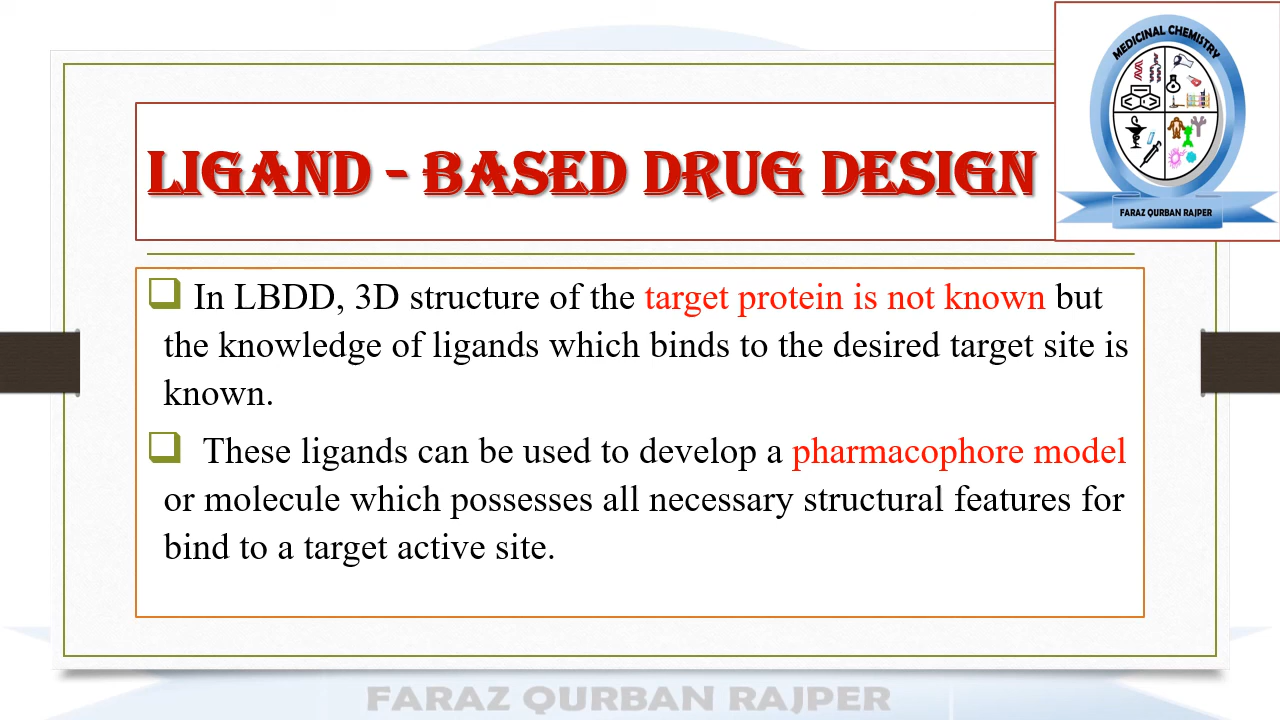 MEDICINAL CHEMISTRY
FARAZ QURBAN RAJPER
LIGAND - BASED DRUG DESIGN
In LBDD, 3D structure of the target protein is not known but
the knowledge of ligands which binds to the desired target site is
known.
These ligands can be used to develop a pharmacophore model
or molecule which possesses all necessary structural features for
bind to a target active site.
FARAZ QURBAN RAJPER